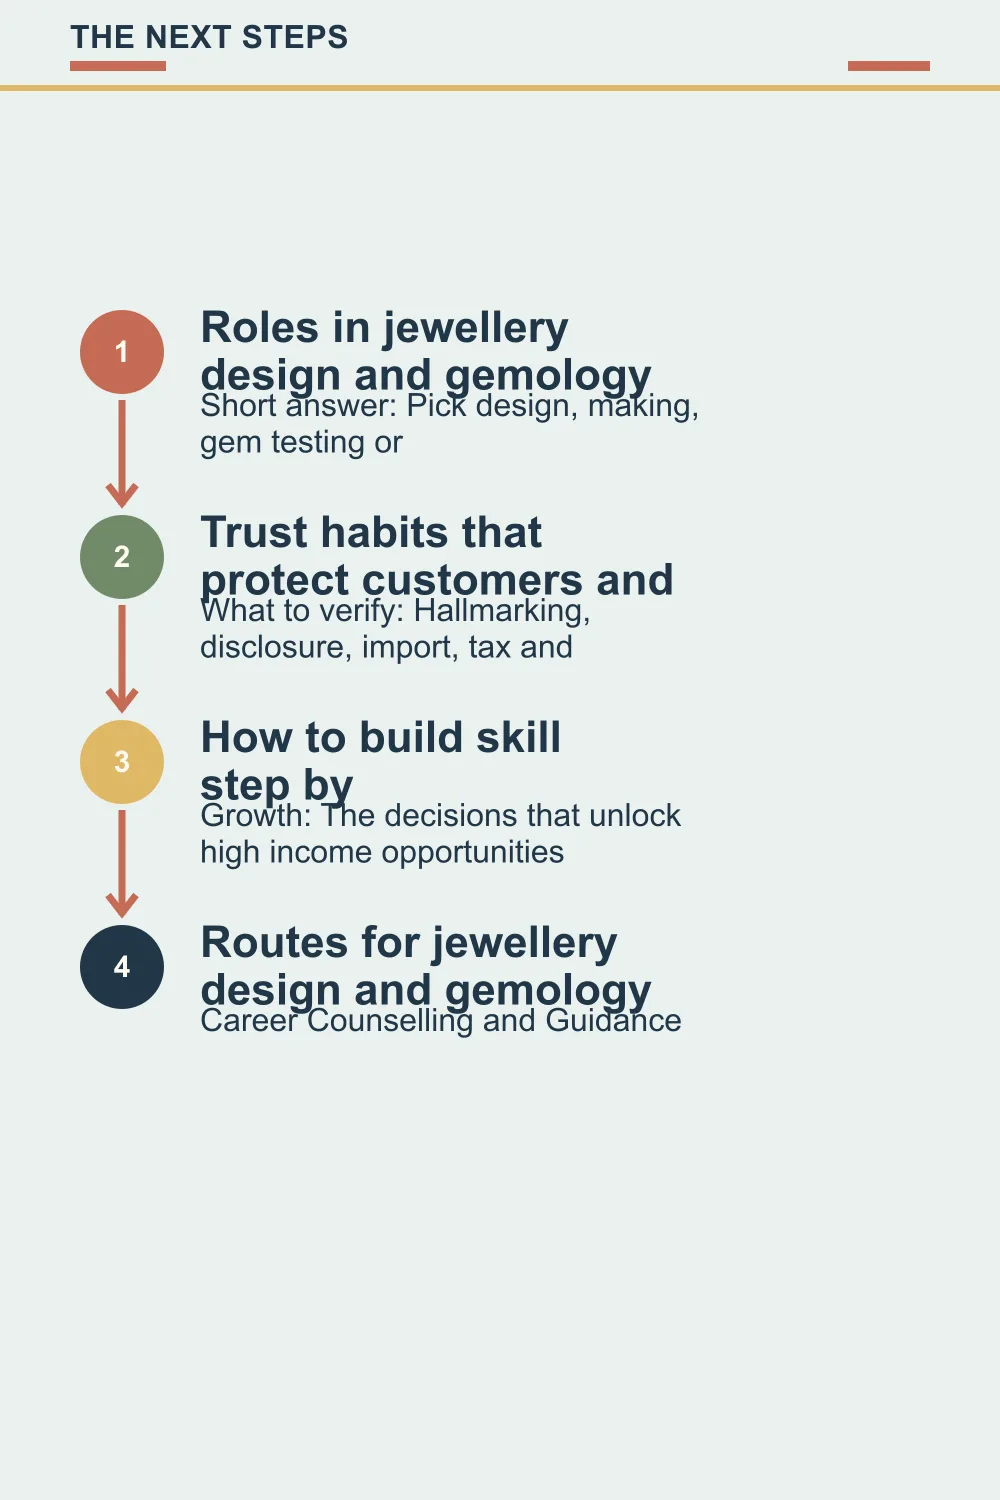 THE NEXT STEPS
1
Roles in jewellery
design and gemology
Short answer: Pick design, making,
gem testing or
2
Trust habits that
protect customers and
What to verify: Hallmarking,
disclosure, import, tax and
3
How to build skill
step by
Growth: The decisions that unlock
high income opportunities
4
Routes for jewellery
design and gemology
Career Counselling and Guidance